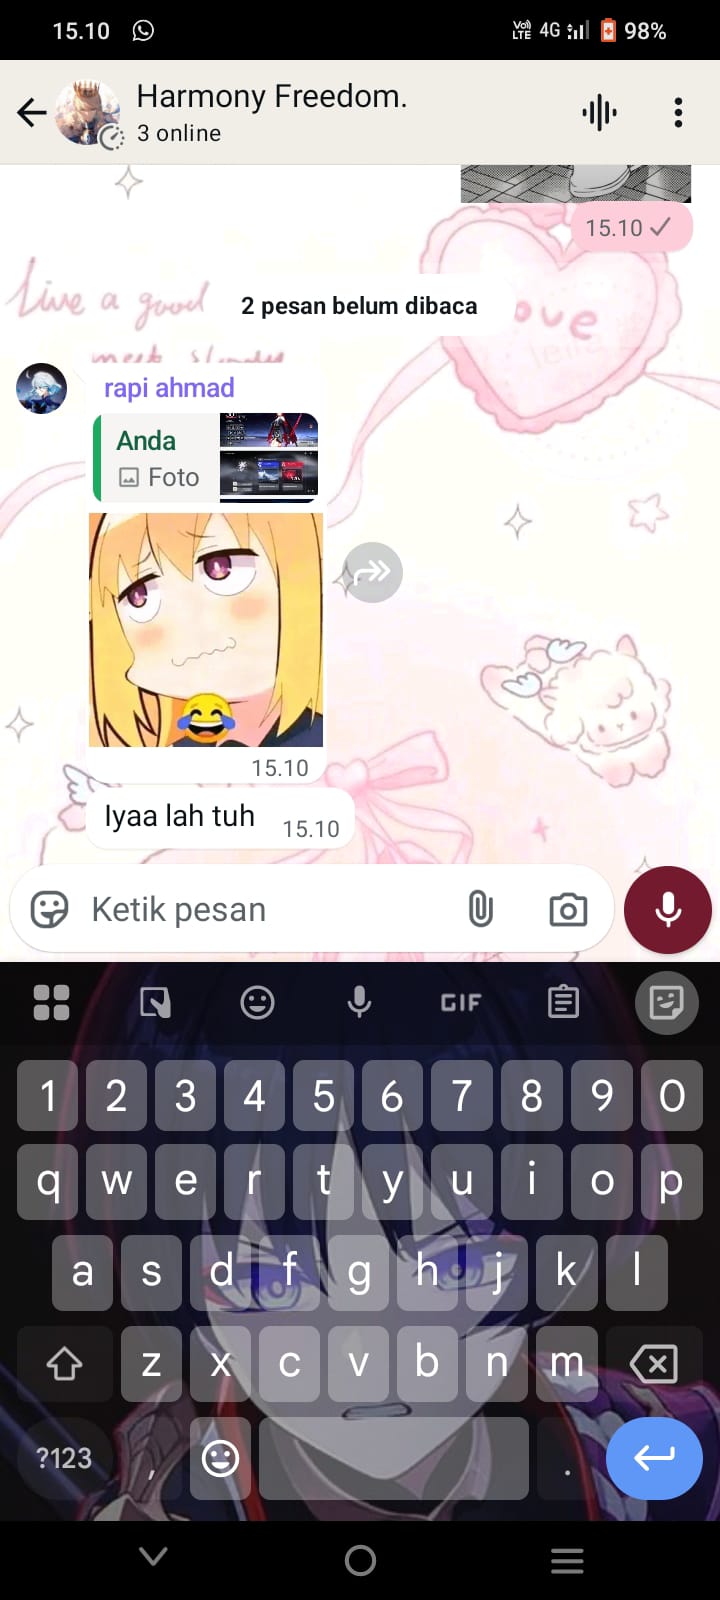 15.10
Vo)) LTE 4G 98%
Harmony Freedom.
3 online
15.10
Live a good
2 pesan belum dibaca
love
meet slowly
rapi ahmad
Anda
Foto
15.10
Iyaa lah tuh 15.10
Ketik pesan
GIF
1 2 3 4 5 6 7 8 9 0
q w e r t y u i o p
a s d f g h j k l
z x c v b n m
?123 , .